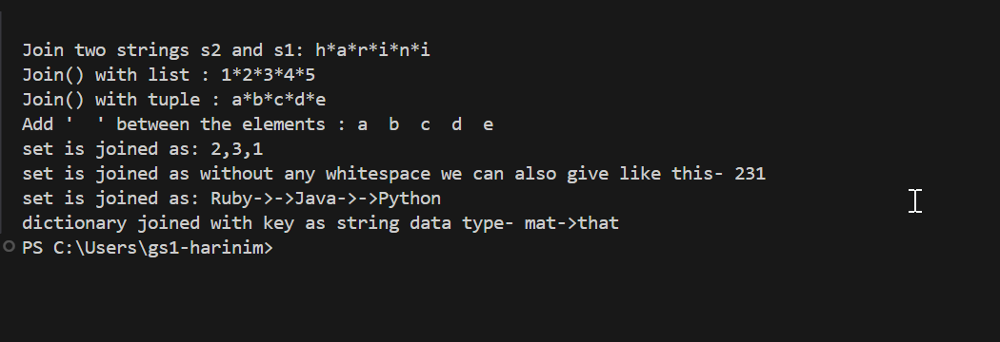 Join two strings s2 and s1: h*a*r*i*n*i
Join() with list : 1*2*3*4*5
Join() with tuple : a*b*c*d*e
Add '  ' between the elements : a  b  c  d  e
set is joined as: 2,3,1
set is joined as without any whitespace we can also give like this- 231
set is joined as: Ruby->->Java->->Python
dictionary joined with key as string data type- mat->that
PS C:\Users\gs1-harinim>